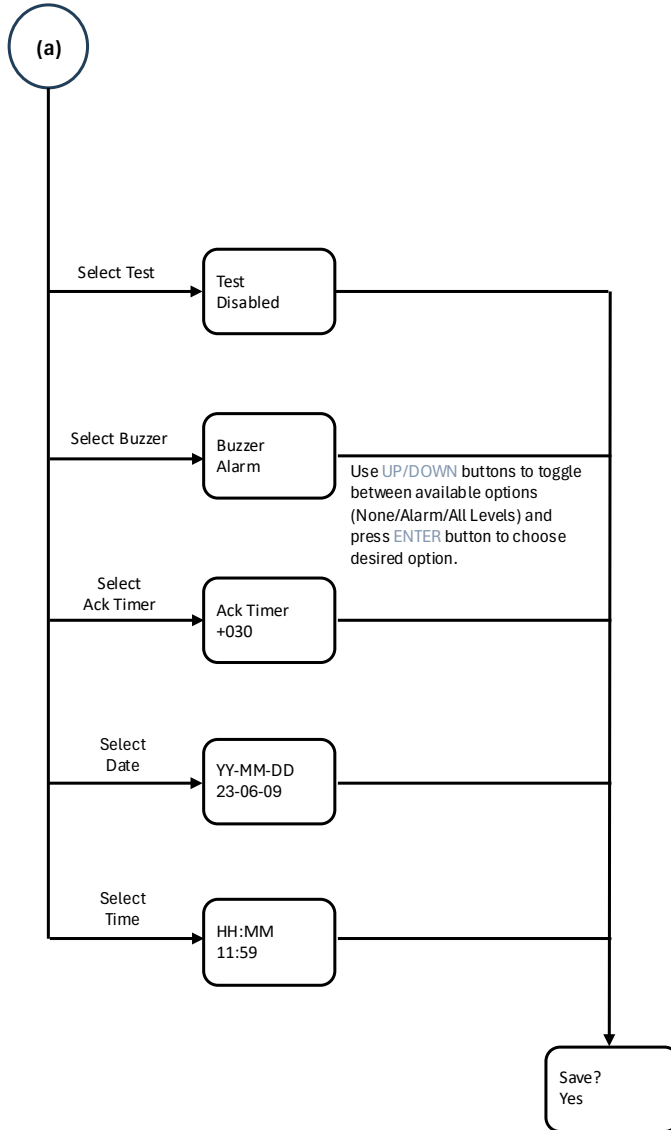 (a)
Select Test
Test
Disabled
Select Buzzer
Buzzer
Alarm
Use UP/DOWN buttons to toggle
between available options
(None/Alarm/All Levels) and
press ENTER button to choose
desired option.
Select
Ack Timer
Ack Timer
+030
Select
Date
YY-MM-DD
23-06-09
Select
Time
HH:MM
11:59
Save?
Yes